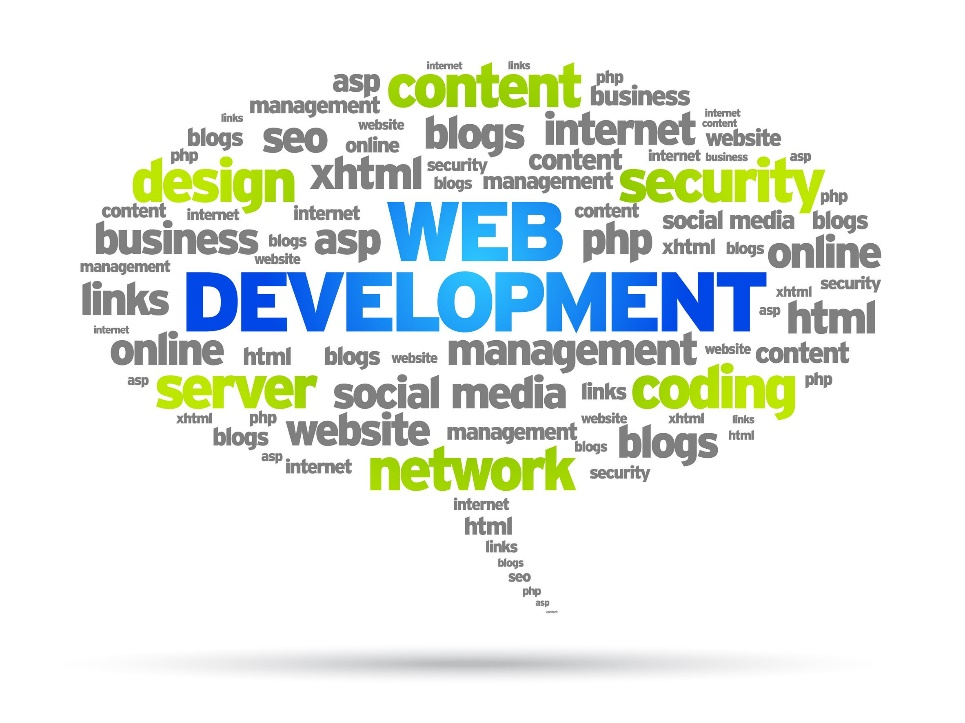 internet links
asp content php
management business
links internet
content
blogs seo website blogs internet website
online
php xhtml security content internet business asp
design blogs management security php
content internet internet content social media blogs
business blogs asp WEB php xhtml blogs online
website
management security
links DEVELOPMENT xhtml
asp html
internet
online html blogs website management website content
asp server social media links coding php
xhtml php website xhtml links
blogs website management blogs html
blogs
asp internet network security
internet
html
links
blogs
seo
php
asp